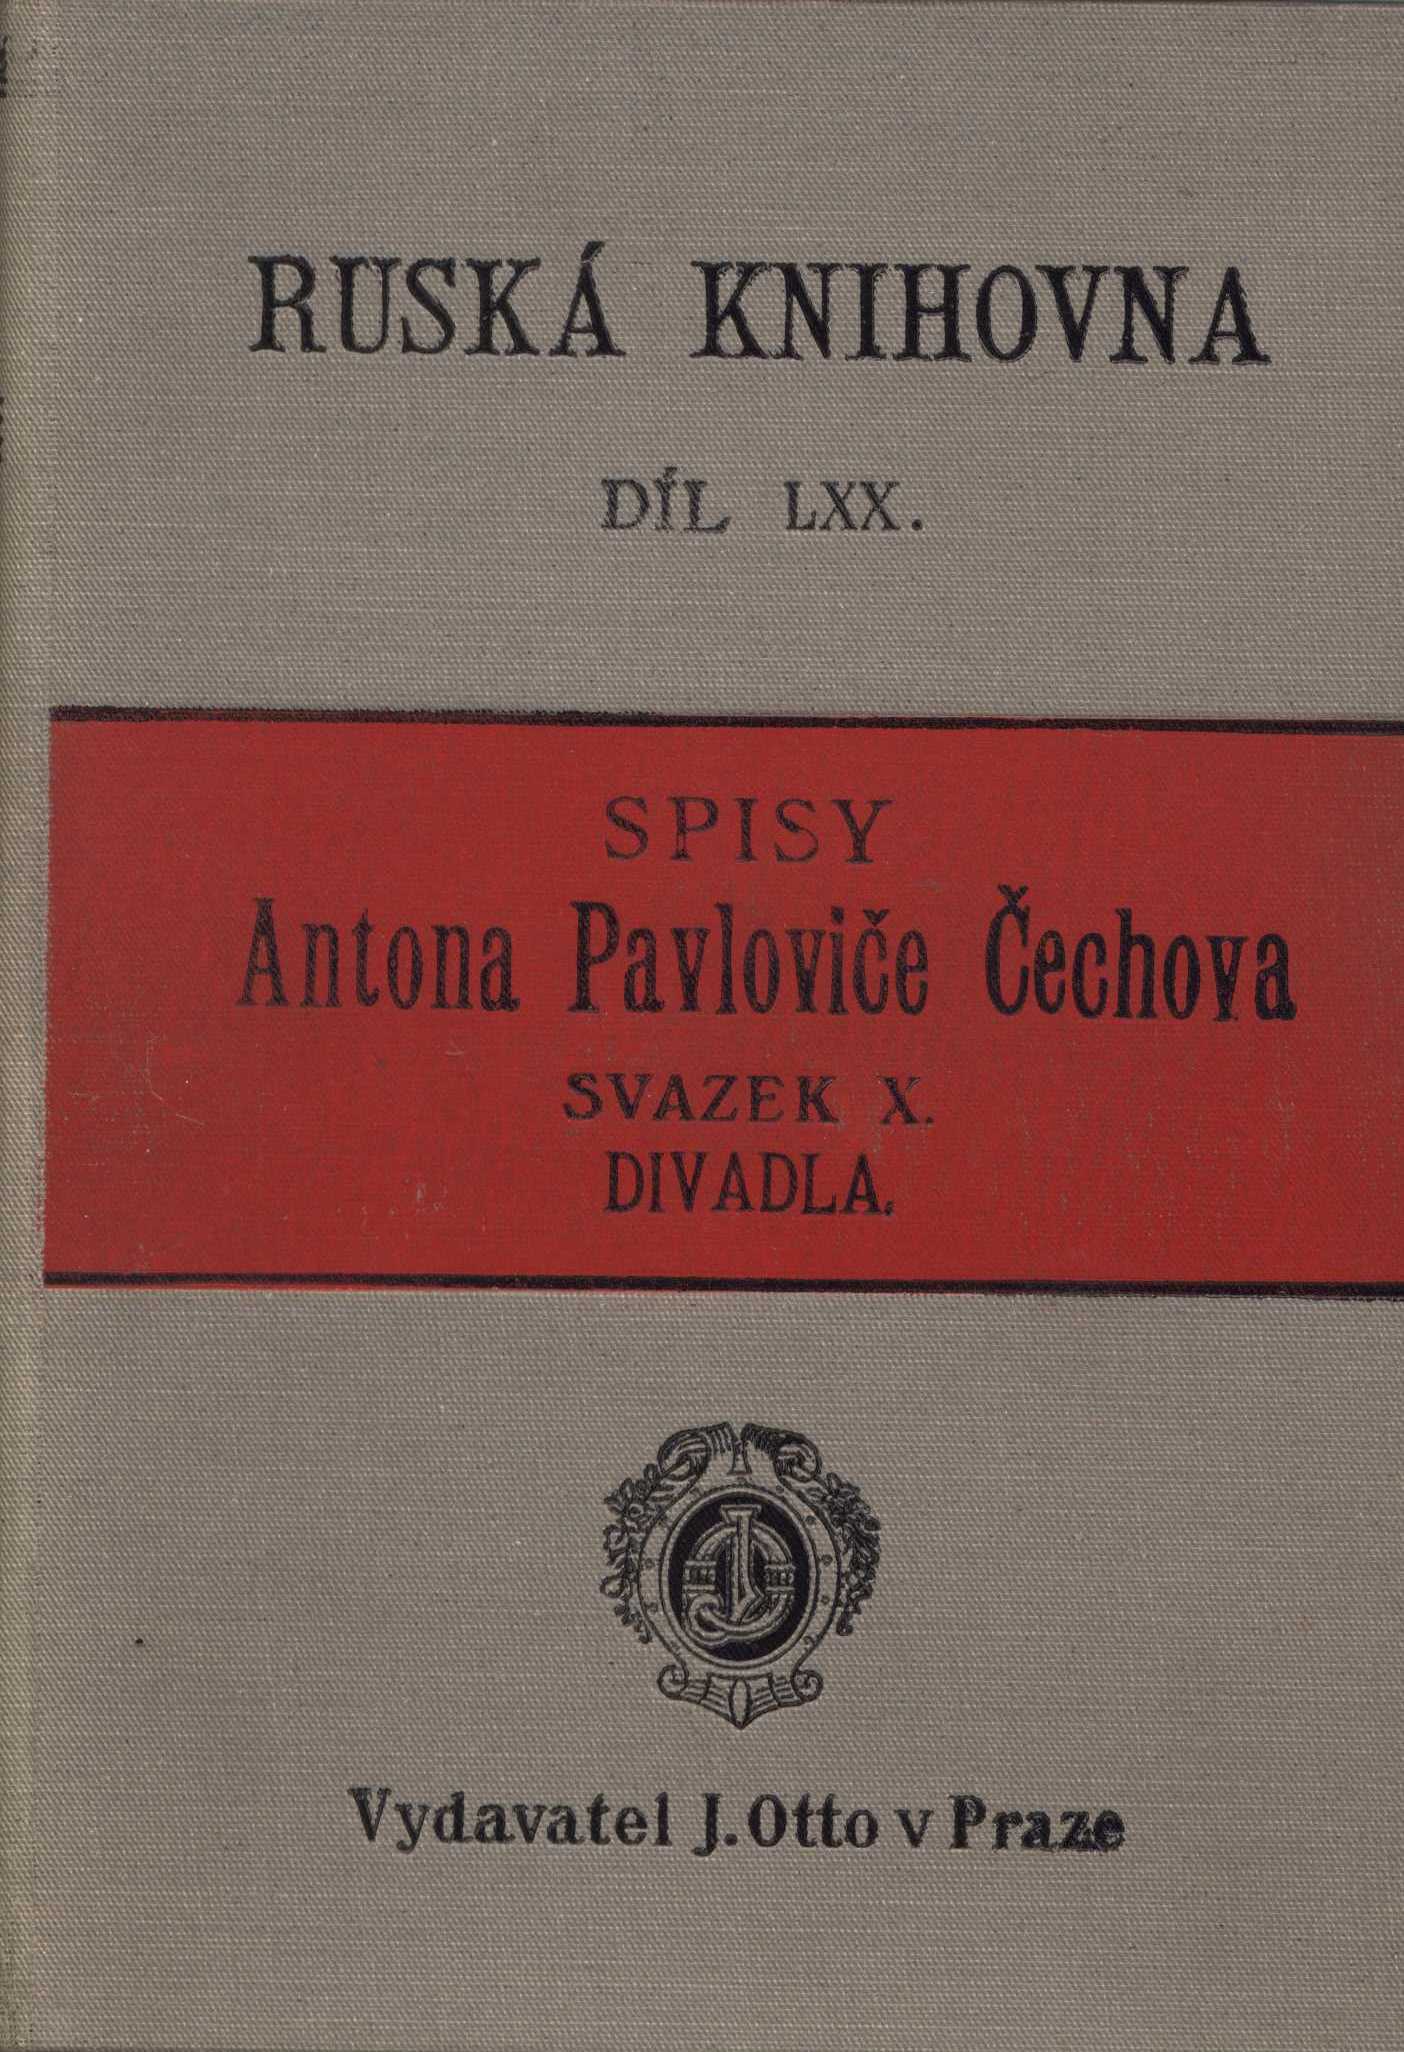 RUSKÁ KNIHOVNA
DÍL LXX.
SPISY
Antona Pavloviče Čechova
SVAZEK X.
DIVADLA.
Vydavatel J. Otto v Praze